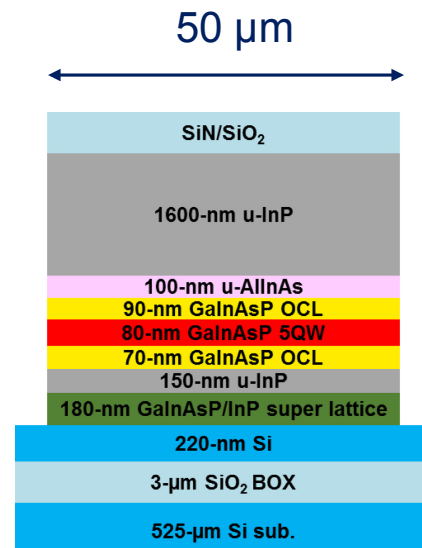 50 µm
SiN/SiO₂
1600-nm u-InP
100-nm u-AlInAs
90-nm GaInAsP OCL
80-nm GaInAsP 5QW
70-nm GaInAsP OCL
150-nm u-InP
180-nm GaInAsP/InP super lattice
220-nm Si
3-µm SiO₂ BOX
525-µm Si sub.